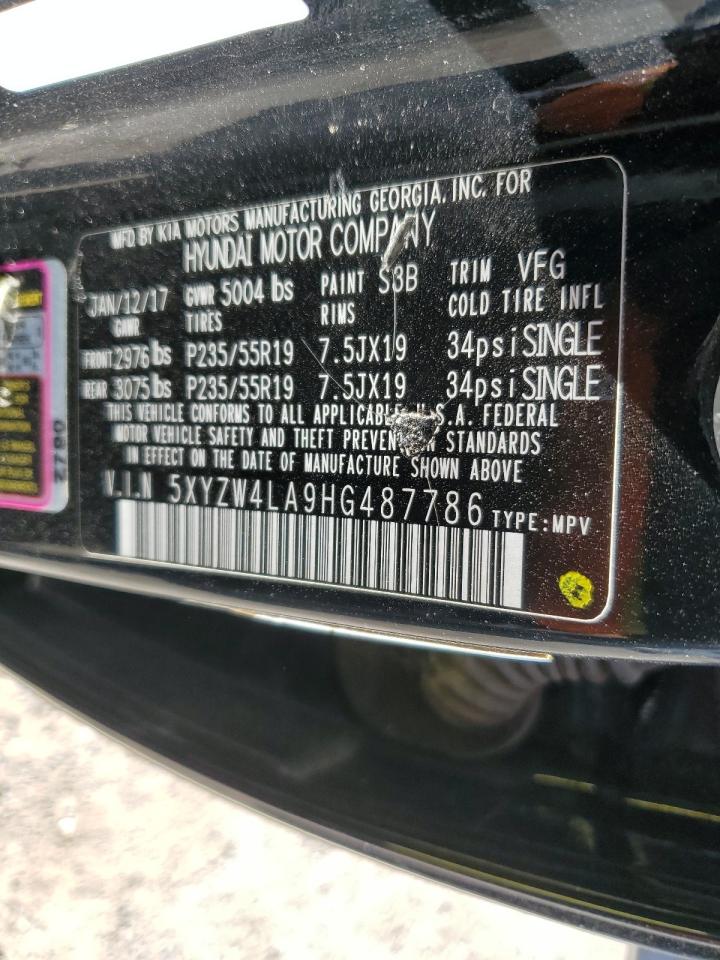 MFD BY KIA MOTORS MANUFACTURING GEORGIA, INC. FOR
HYUNDAI MOTOR COMPANY
JAN/12/17 GVWR 5004 lbs PAINT S3B TRIM VFG
GAWR TIRES RIMS COLD TIRE INFL
FRONT 2976 lbs P235/55R19 7.5JX19 34psi SINGLE
REAR 3075 lbs P235/55R19 7.5JX19 34psi SINGLE
THIS VEHICLE CONFORMS TO ALL APPLICABLE U.S.A. FEDERAL
MOTOR VEHICLE SAFETY AND THEFT PREVENTION STANDARDS
IN EFFECT ON THE DATE OF MANUFACTURE SHOWN ABOVE
V.I.N 5XYZW4LA9HG487786 TYPE:MPV